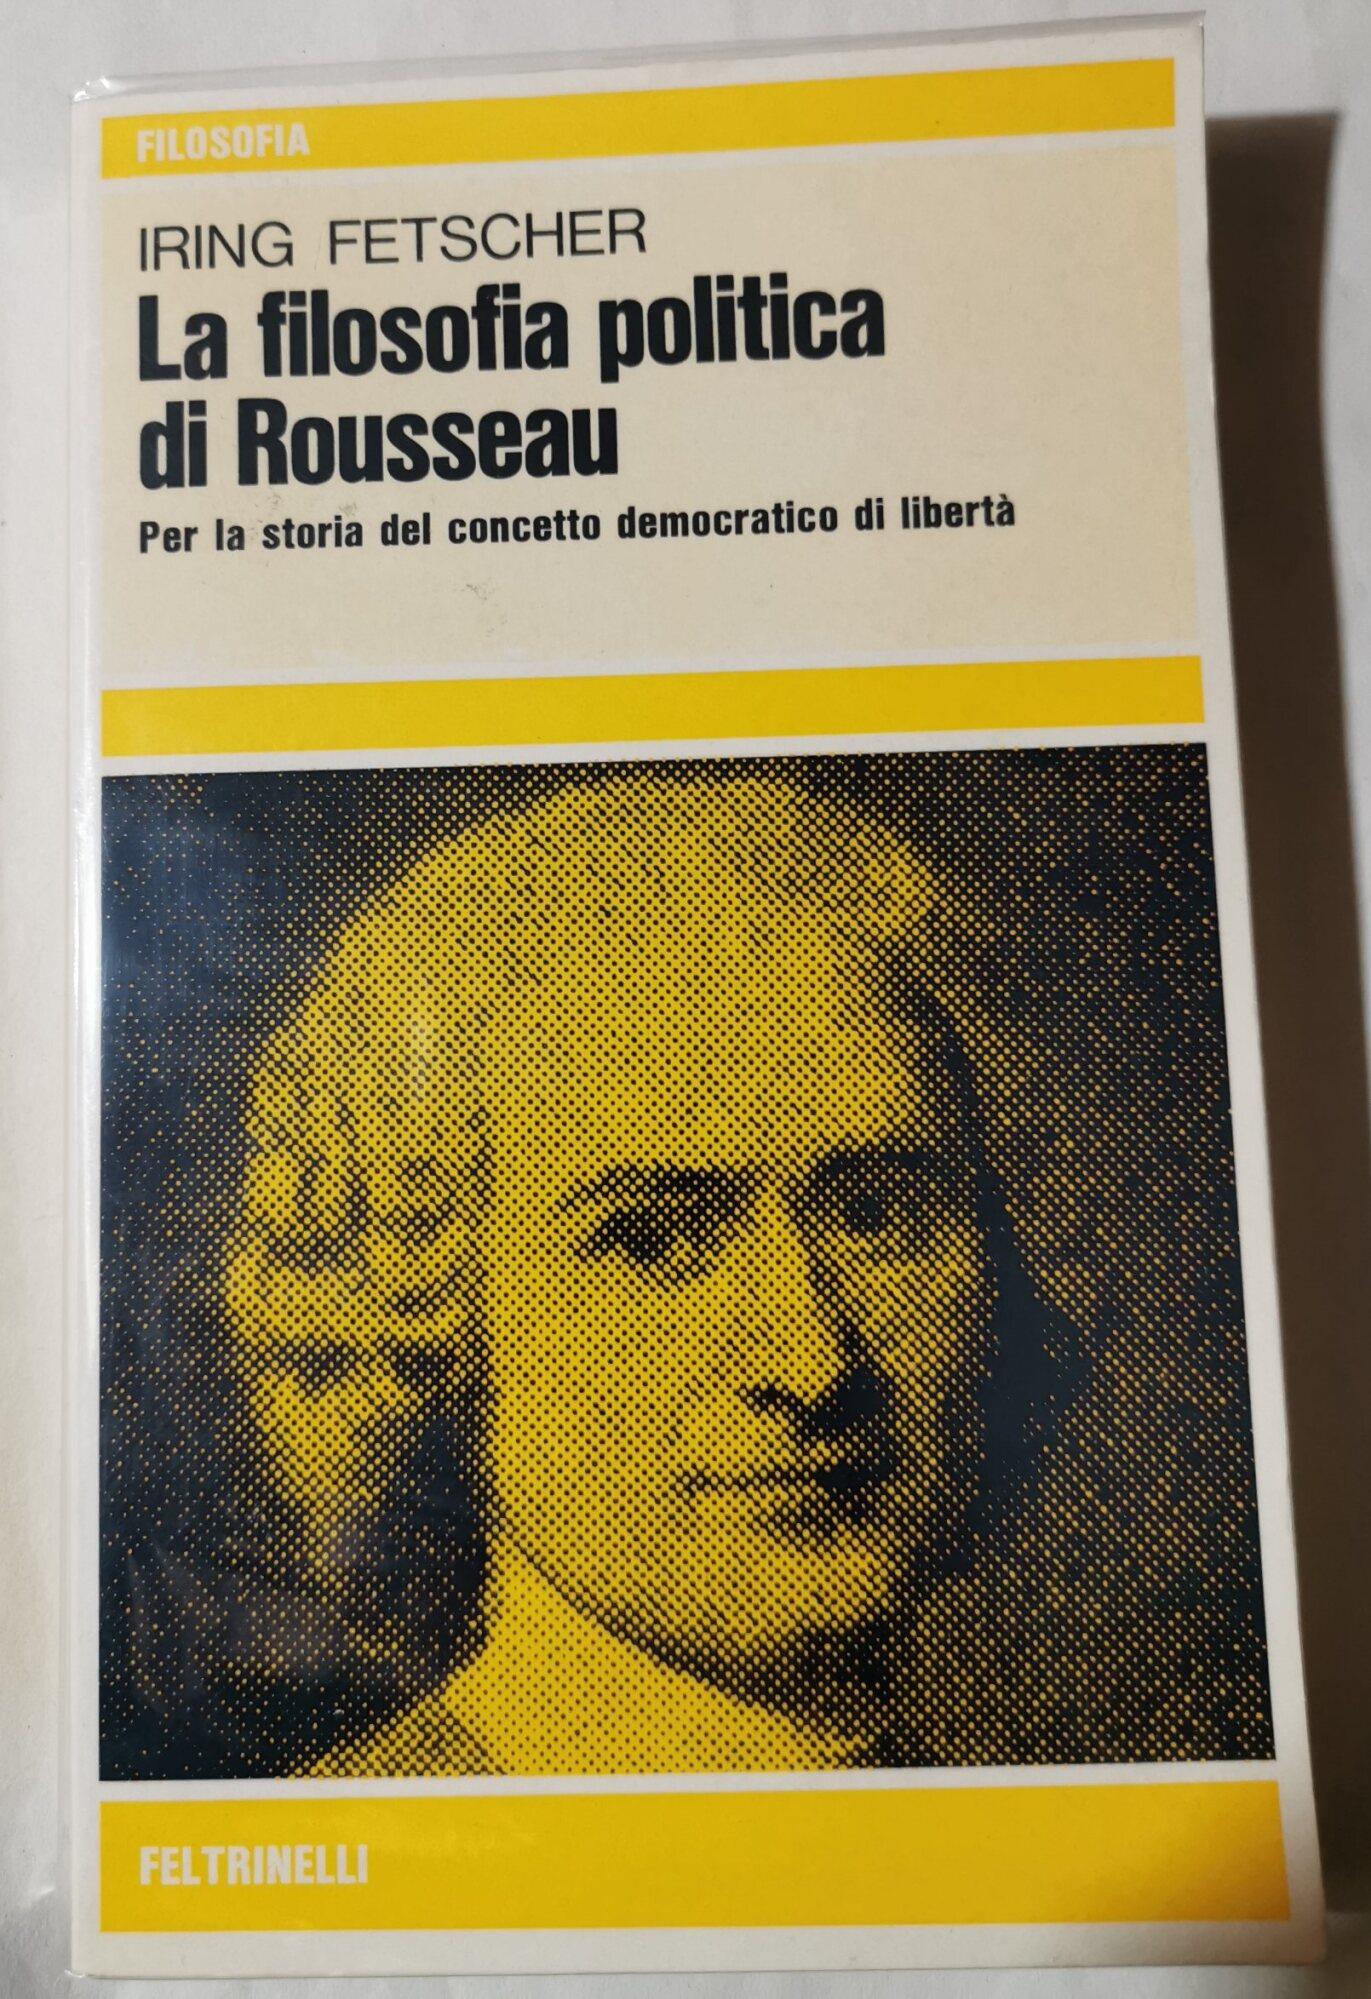 FILOSOFIA
IRING FETSCHER
La filosofia politica
di Rousseau
Per la storia del concetto democratico di libertà
FELTRINELLI